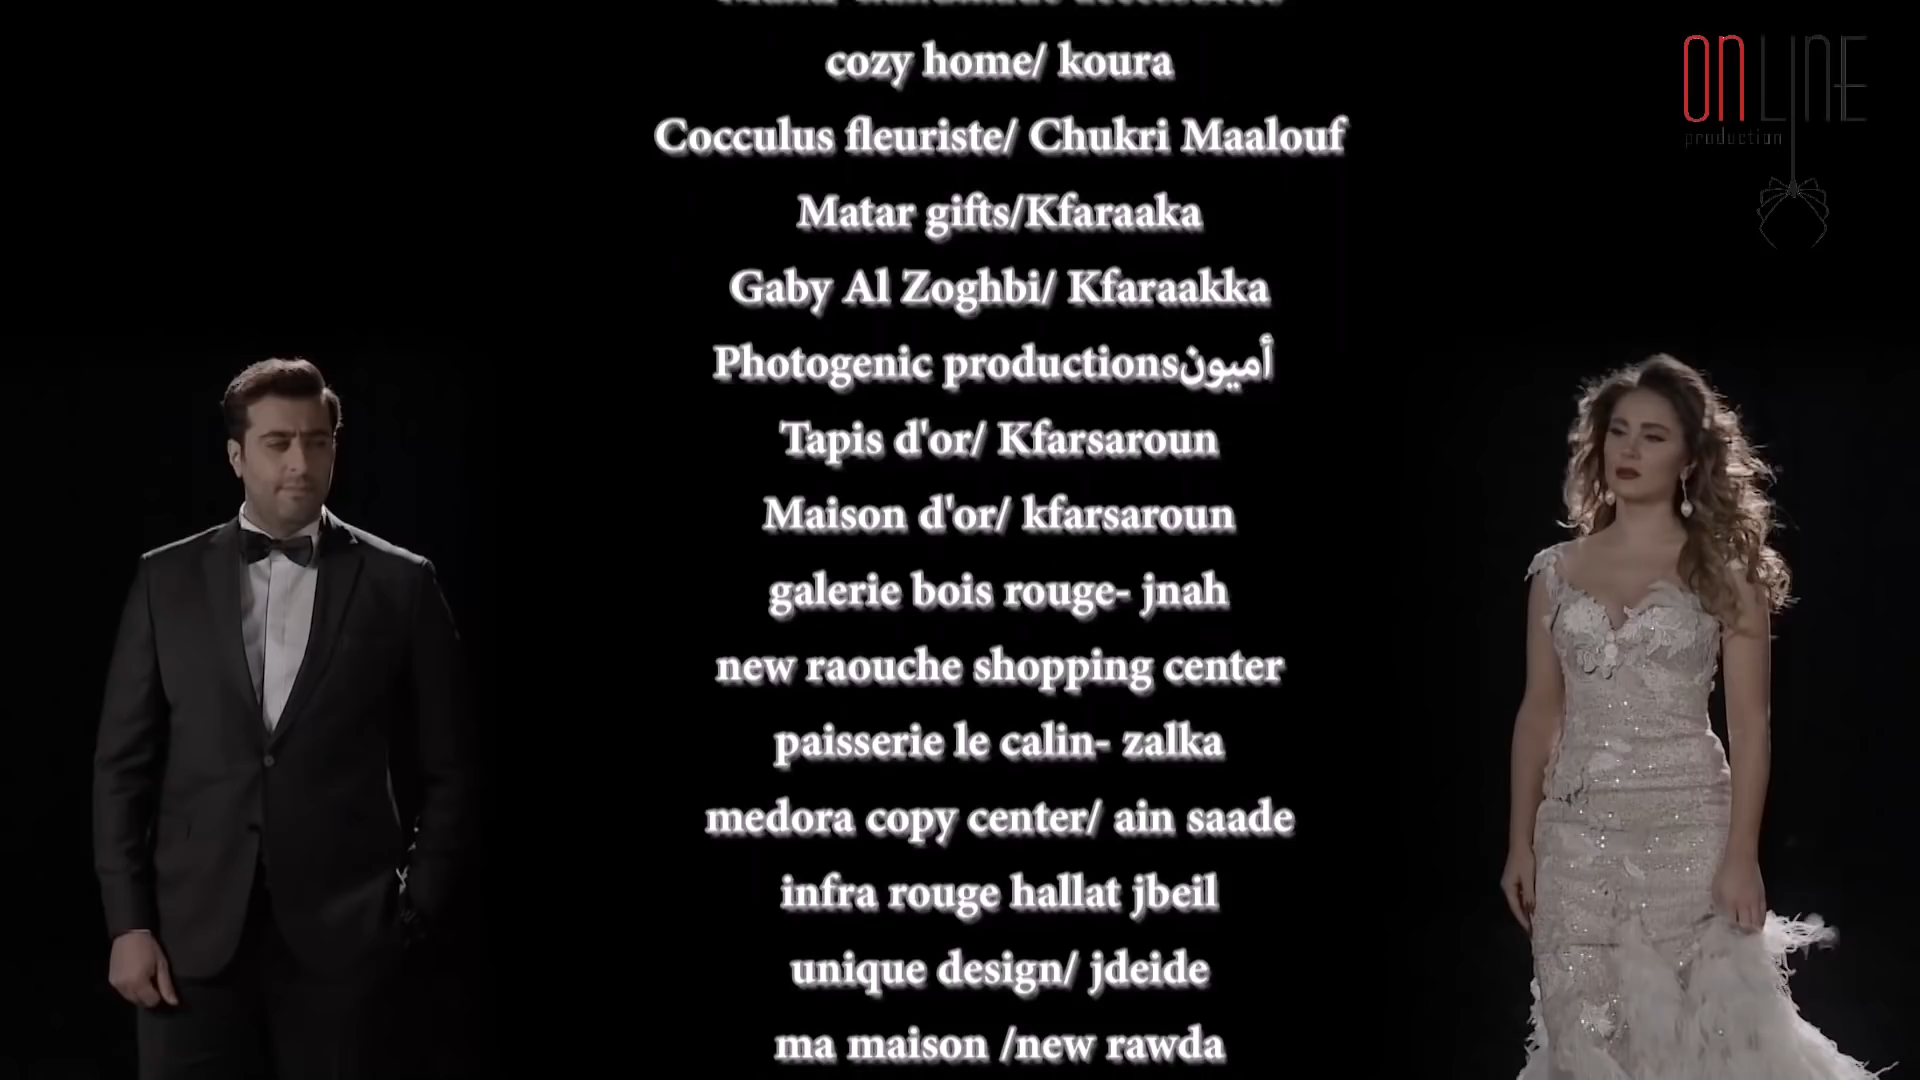 cozy home/ koura
Cocculus fleuriste/ Chukri Maalouf
Matar gifts/Kfaraaka
Gaby Al Zoghbi/ Kfaraakka
Photogenic productionsأميون
Tapis d'or/ Kfarsaroun
Maison d'or/ kfarsaroun
galerie bois rouge- jnah
new raouche shopping center
paisserie le calin- zalka
medora copy center/ ain saade
infra rouge hallat jbeil
unique design/ jdeide
ma maison /new rawda
ON LINE
production